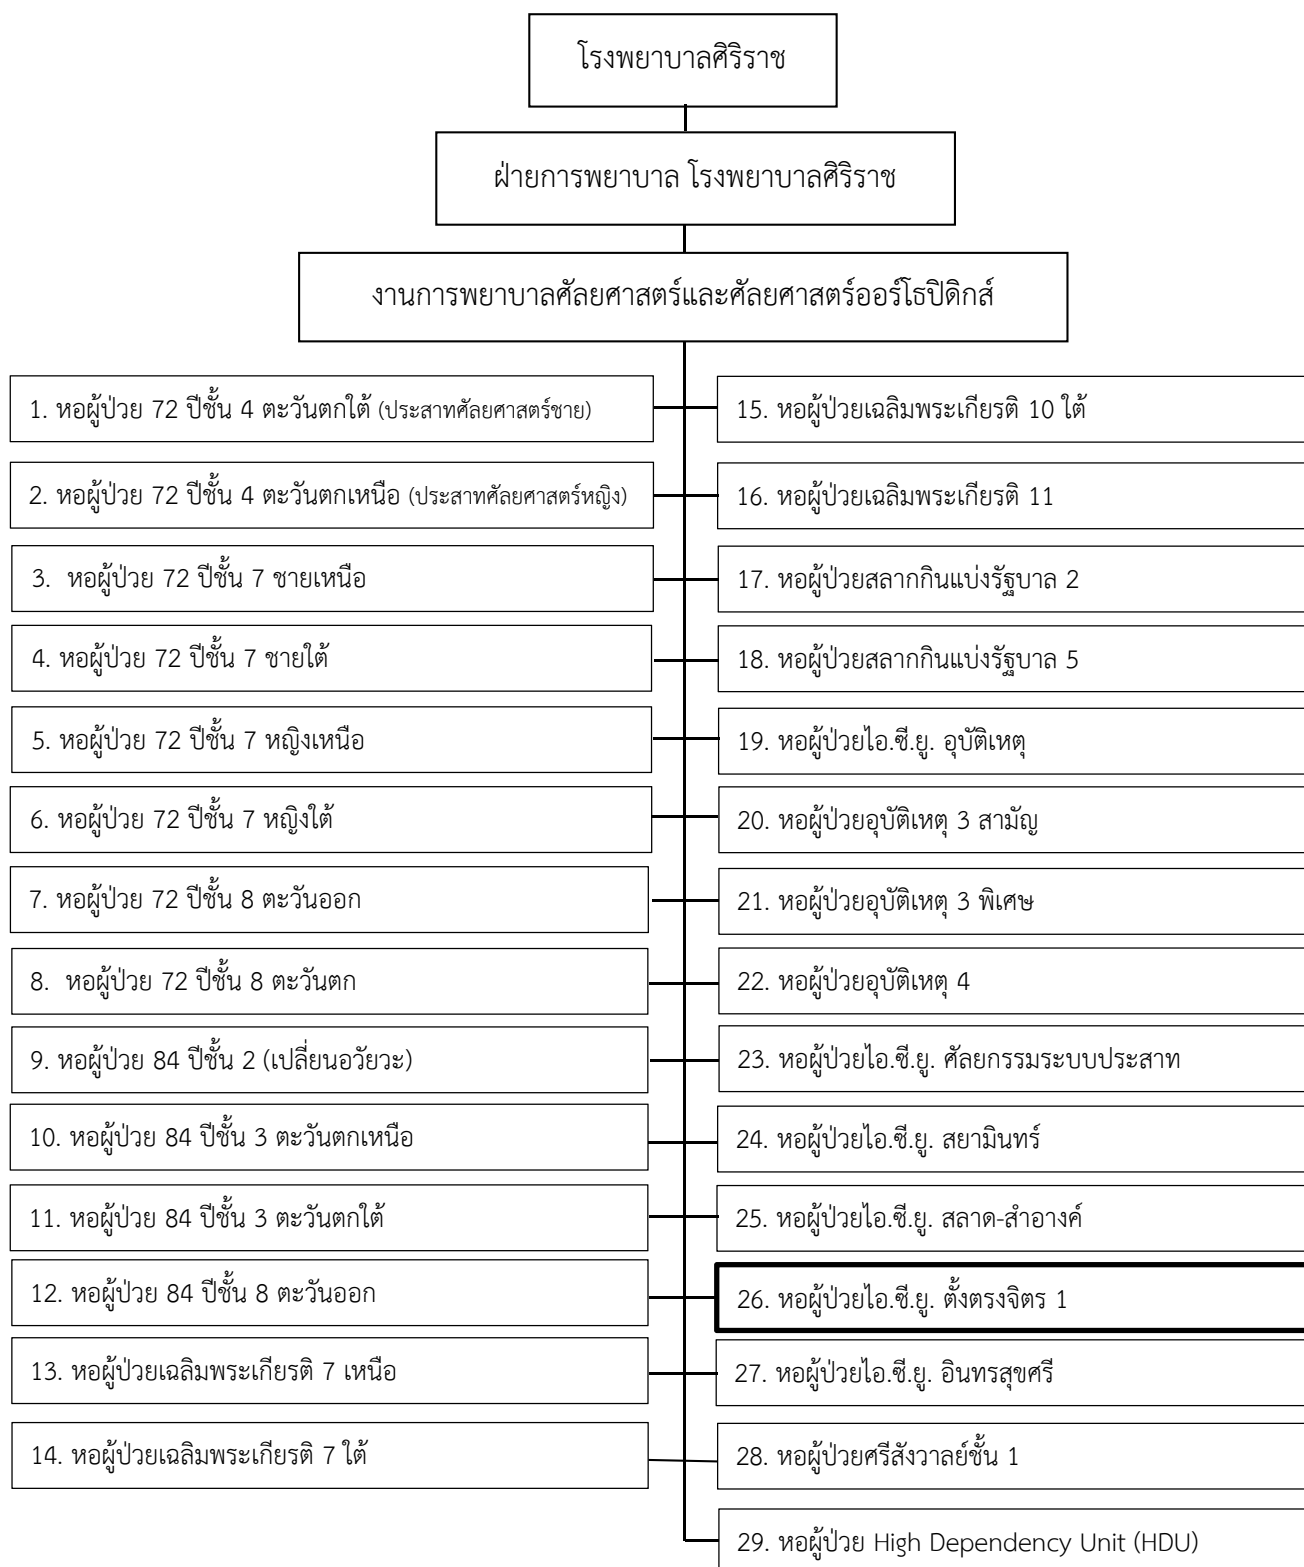 โรงพยาบาลศิริราช
ฝ่ายการพยาบาล โรงพยาบาลศิริราช
งานการพยาบาลศัลยศาสตร์และศัลยศาสตร์ออร์โธปิดิกส์
1. หอผู้ป่วย 72 ปีชั้น 4 ตะวันตกใต้ (ประสาทศัลยศาสตร์ชาย)
2. หอผู้ป่วย 72 ปีชั้น 4 ตะวันตกเหนือ (ประสาทศัลยศาสตร์หญิง)
3. หอผู้ป่วย 72 ปีชั้น 7 ชายเหนือ
4. หอผู้ป่วย 72 ปีชั้น 7 ชายใต้
5. หอผู้ป่วย 72 ปีชั้น 7 หญิงเหนือ
6. หอผู้ป่วย 72 ปีชั้น 7 หญิงใต้
7. หอผู้ป่วย 72 ปีชั้น 8 ตะวันออก
8. หอผู้ป่วย 72 ปีชั้น 8 ตะวันตก
9. หอผู้ป่วย 84 ปีชั้น 2 (เปลี่ยนอวัยวะ)
10. หอผู้ป่วย 84 ปีชั้น 3 ตะวันตกเหนือ
11. หอผู้ป่วย 84 ปีชั้น 3 ตะวันตกใต้
12. หอผู้ป่วย 84 ปีชั้น 8 ตะวันออก
13. หอผู้ป่วยเฉลิมพระเกียรติ 7 เหนือ
14. หอผู้ป่วยเฉลิมพระเกียรติ 7 ใต้
15. หอผู้ป่วยเฉลิมพระเกียรติ 10 ใต้
16. หอผู้ป่วยเฉลิมพระเกียรติ 11
17. หอผู้ป่วยสลากกินแบ่งรัฐบาล 2
18. หอผู้ป่วยสลากกินแบ่งรัฐบาล 5
19. หอผู้ป่วยไอ.ซี.ยู. อุบัติเหตุ
20. หอผู้ป่วยอุบัติเหตุ 3 สามัญ
21. หอผู้ป่วยอุบัติเหตุ 3 พิเศษ
22. หอผู้ป่วยอุบัติเหตุ 4
23. หอผู้ป่วยไอ.ซี.ยู. ศัลยกรรมระบบประสาท
24. หอผู้ป่วยไอ.ซี.ยู. สยามินทร์
25. หอผู้ป่วยไอ.ซี.ยู. สลาด-สำอางค์
26. หอผู้ป่วยไอ.ซี.ยู. ตั้งตรงจิตร 1
27. หอผู้ป่วยไอ.ซี.ยู. อินทรสุขศรี
28. หอผู้ป่วยศรีสังวาลย์ชั้น 1
29. หอผู้ป่วย High Dependency Unit (HDU)